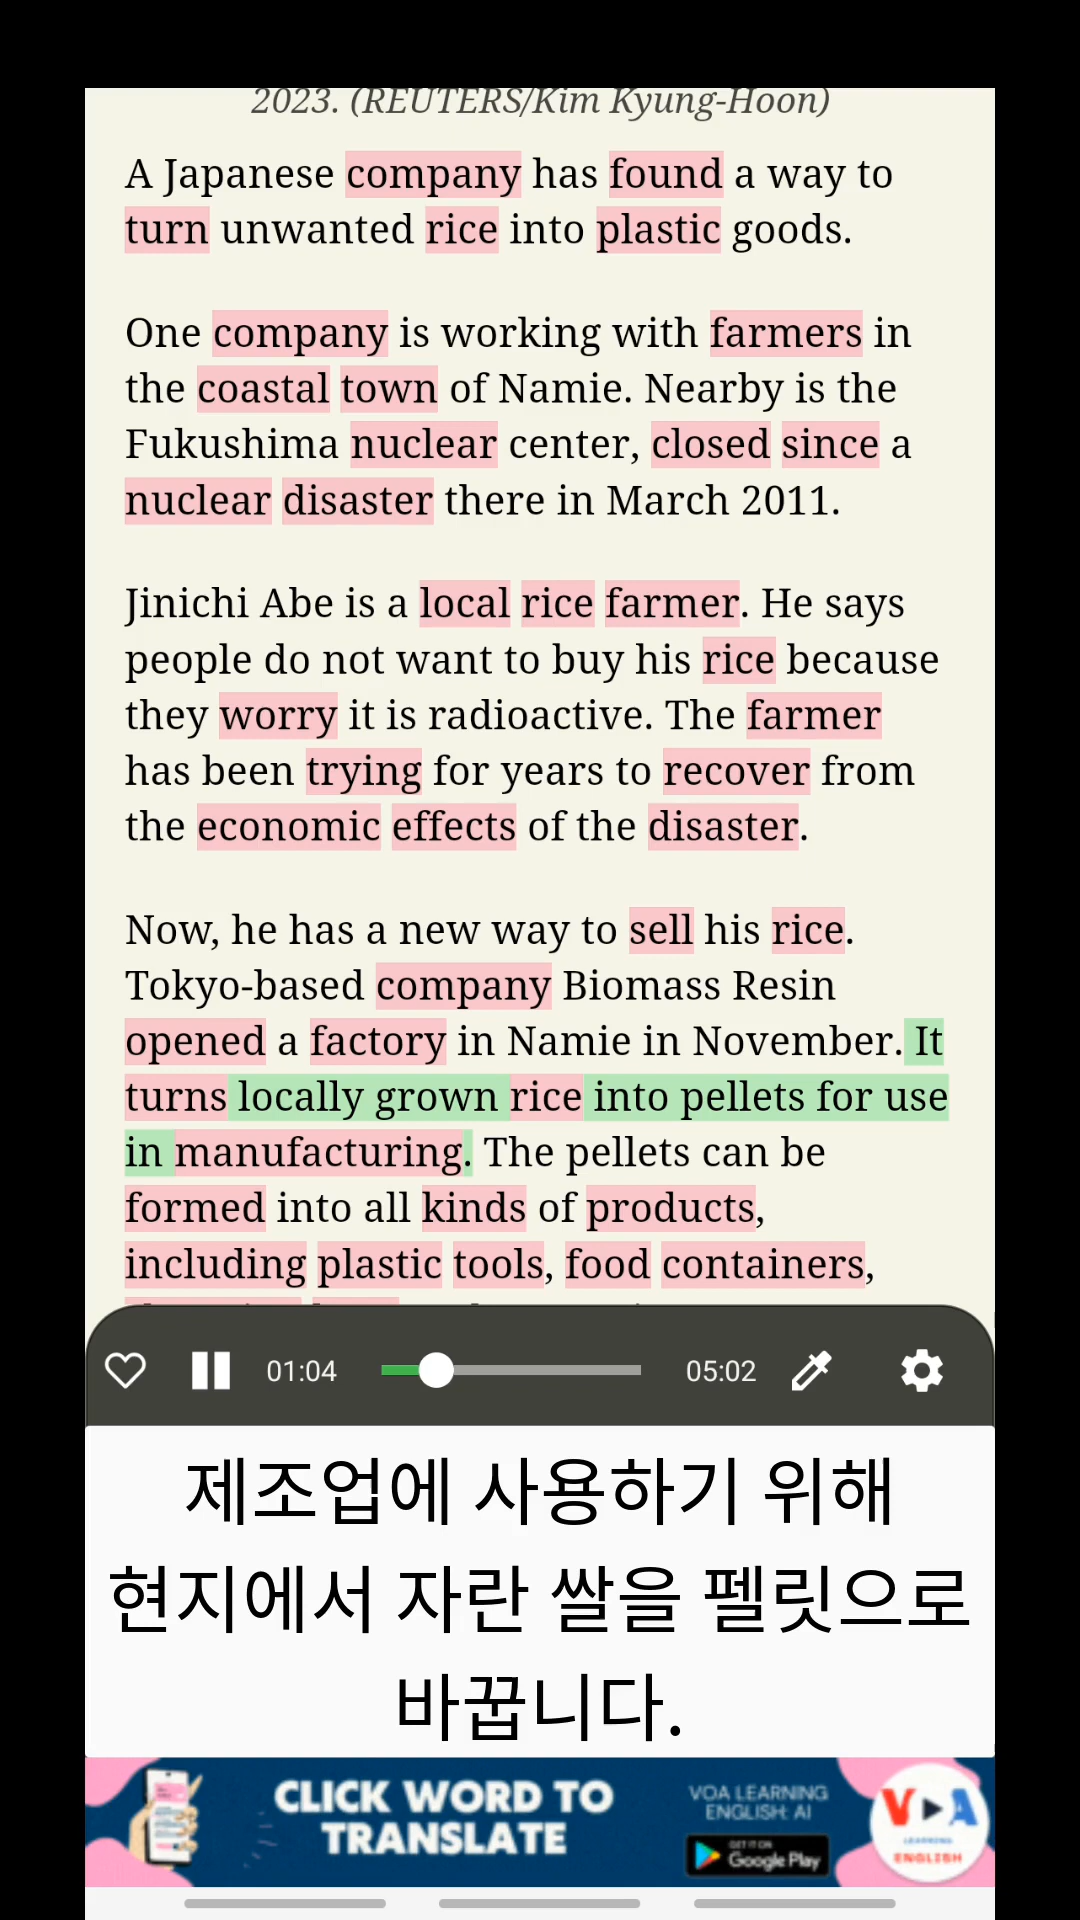 2023. (REUTERS/Kim Kyung-Hoon)
A Japanese company has found a way to
turn unwanted rice into plastic goods.
One company is working with farmers in
the coastal town of Namie. Nearby is the
Fukushima nuclear center, closed since a
nuclear disaster there in March 2011.
Jinichi Abe is a local rice farmer. He says
people do not want to buy his rice because
they worry it is radioactive. The farmer
has been trying for years to recover from
the economic effects of the disaster.
Now, he has a new way to sell his rice.
Tokyo-based company Biomass Resin
opened a factory in Namie in November. It
turns locally grown rice into pellets for use
in manufacturing. The pellets can be
formed into all kinds of products,
including plastic tools, food containers,
01:04
05:02
제조업에 사용하기 위해
현지에서 자란 쌀을 펠릿으로
바꿉니다.
CLICK WORD TO
TRANSLATE
VOA LEARNING
ENGLISH: AI
GET IT ON
Google Play
VOA
LEARNING
ENGLISH